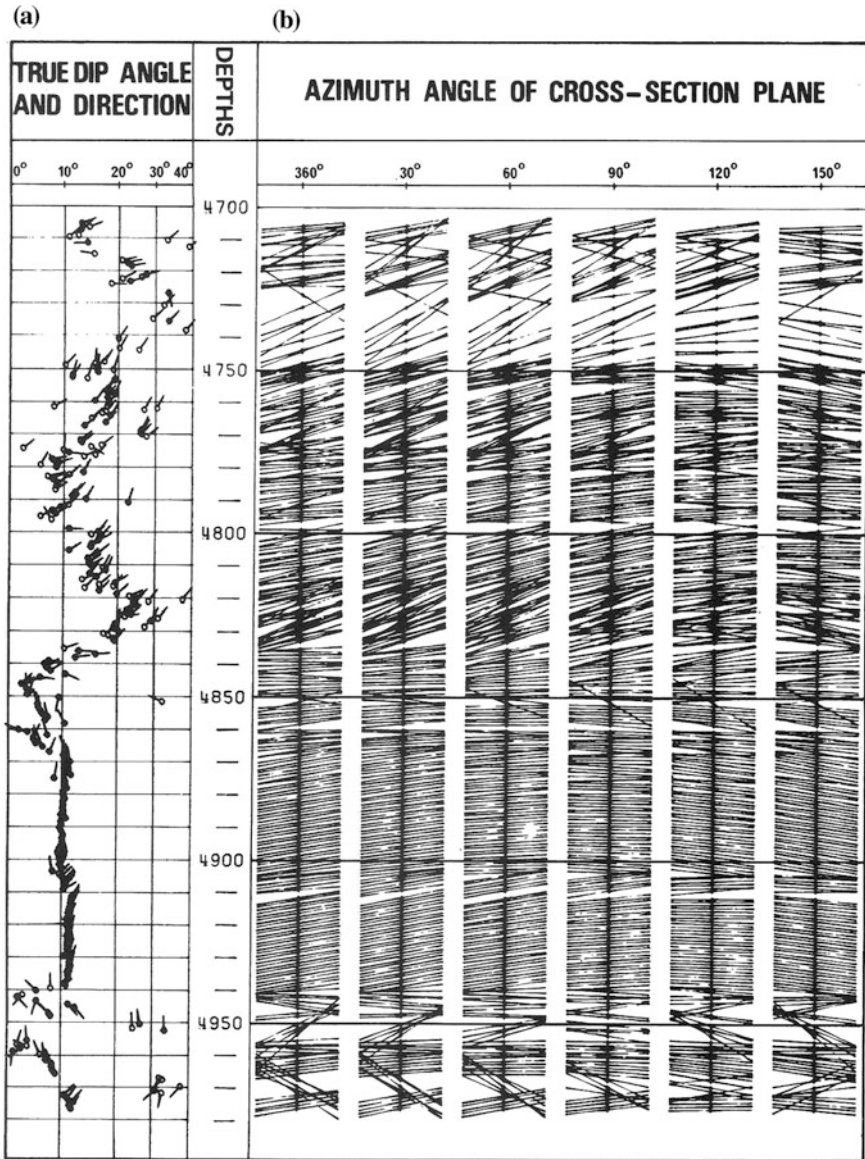 (a) (b)
TRUE DIP ANGLE
AND DIRECTION
DEPTHS
AZIMUTH ANGLE OF CROSS-SECTION PLANE
0° 10° 20° 30° 40° 360° 30° 60° 90° 120° 150°
4700
4750
4800
4850
4900
4950